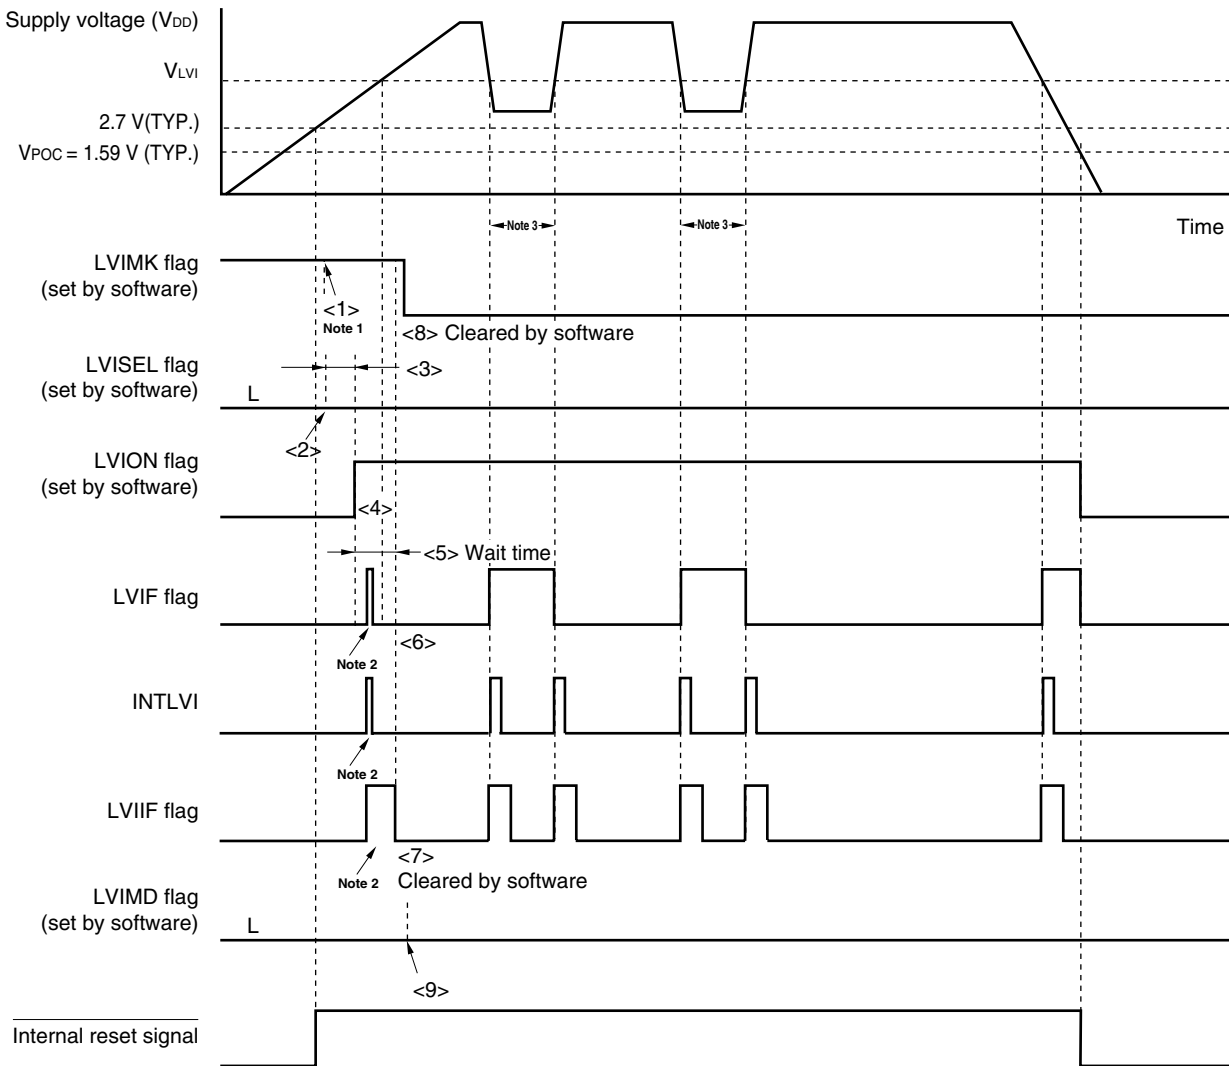 Supply voltage (VDD)
VLVI
2.7 V(TYP.)
VPOC = 1.59 V (TYP.)
Note 3
Note 3
Time
LVIMK flag
(set by software)
<1>
Note 1
<8> Cleared by software
LVISEL flag
(set by software)
L
<3>
<2>
LVION flag
(set by software)
<4>
<5> Wait time
LVIF flag
<6>
Note 2
INTLVI
Note 2
LVIIF flag
Note 2
<7>
Cleared by software
LVIMD flag
(set by software)
L
<9>
Internal reset signal